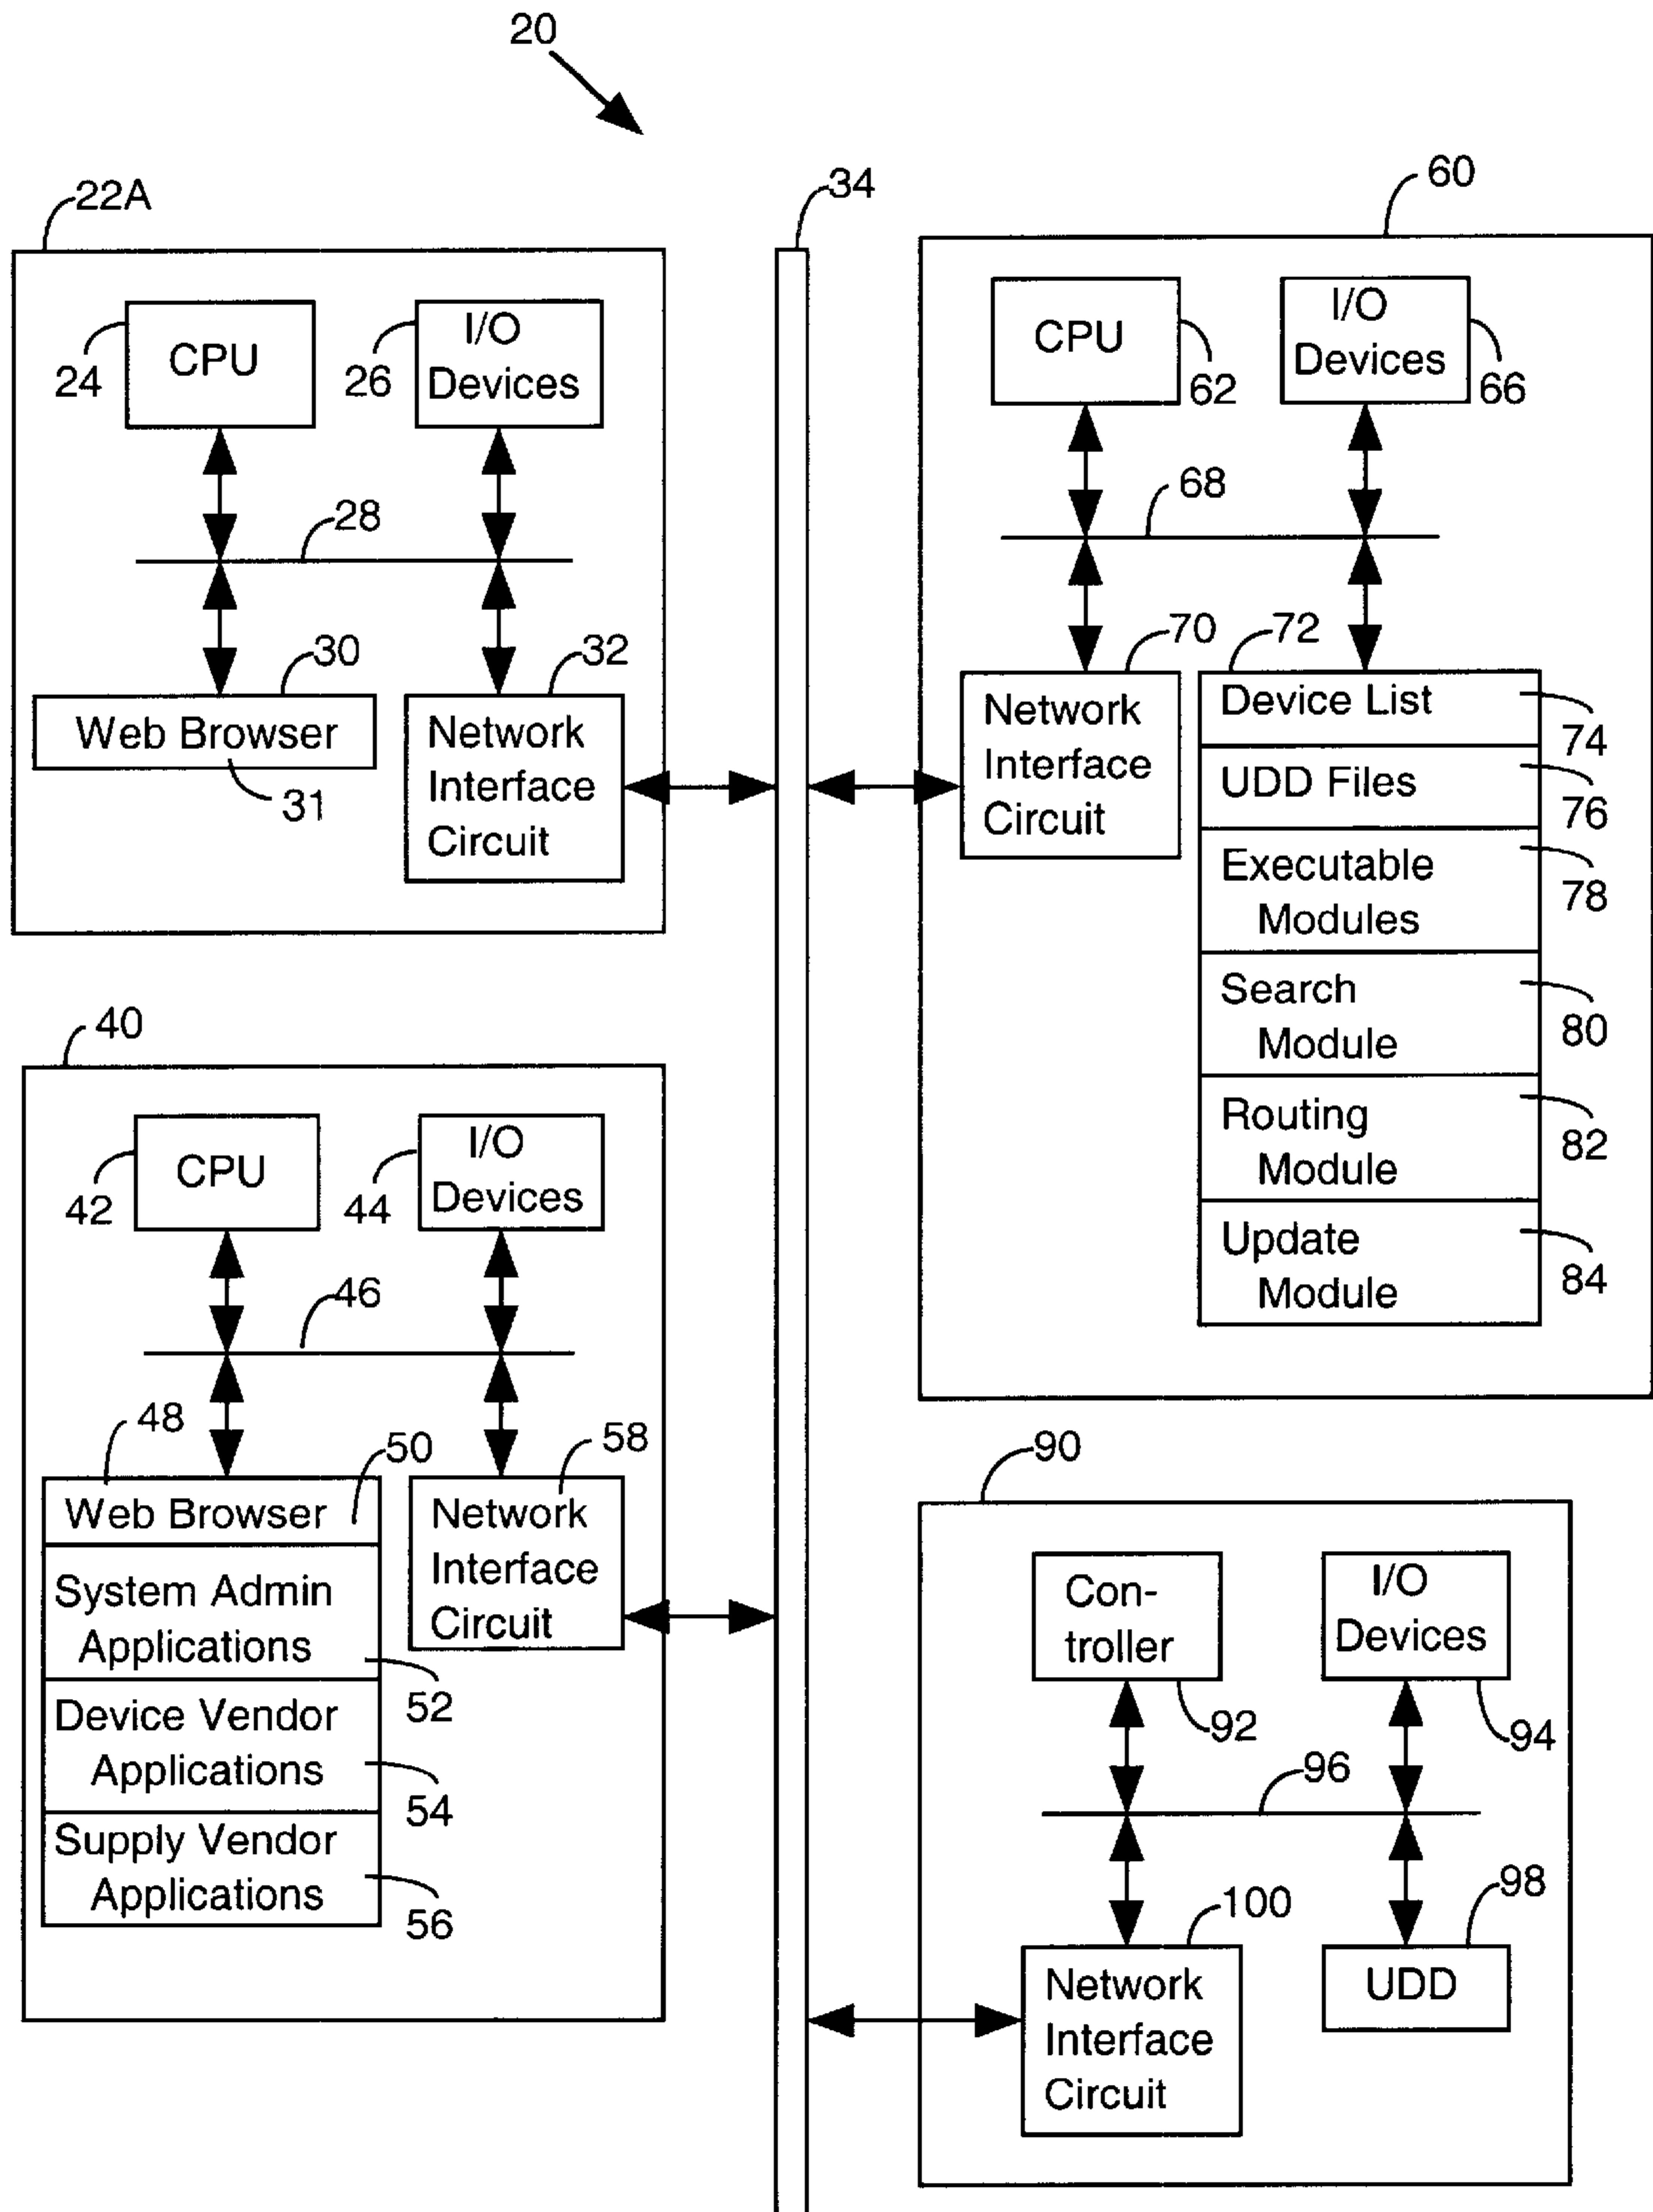 20
22A
24
CPU
26
I/O
Devices
28
30
Web Browser
31
32
Network
Interface
Circuit
34
60
CPU
62
I/O
Devices
66
68
70
Network
Interface
Circuit
72
Device List
74
UDD Files
76
Executable
Modules
78
Search
Module
80
Routing
Module
82
Update
Module
84
40
CPU
42
I/O
Devices
44
46
48
50
Web Browser
System Admin
Applications
52
Device Vendor
Applications
54
Supply Vendor
Applications
56
58
Network
Interface
Circuit
90
Con-
troller
92
I/O
Devices
94
96
98
UDD
100
Network
Interface
Circuit